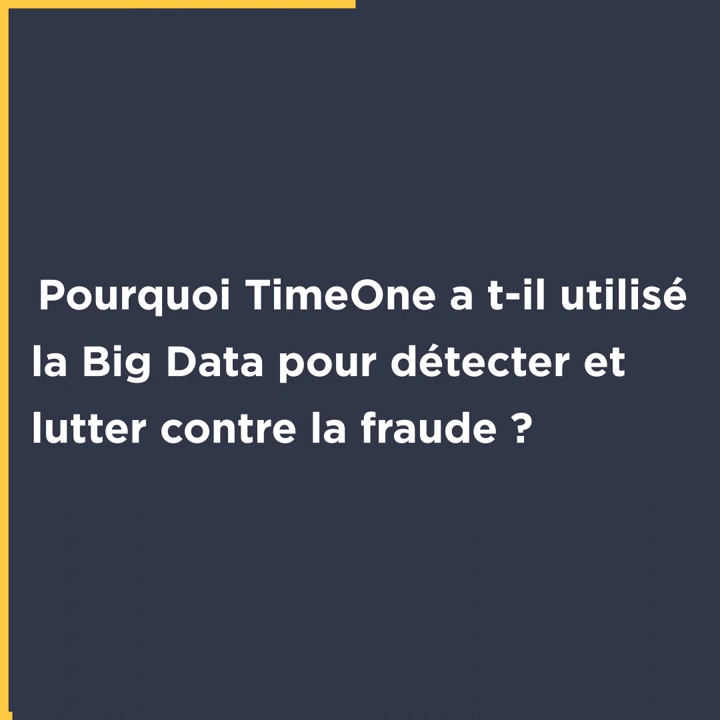 Pourquoi TimeOne a t-il utilisé
la Big Data pour détecter et
lutter contre la fraude ?